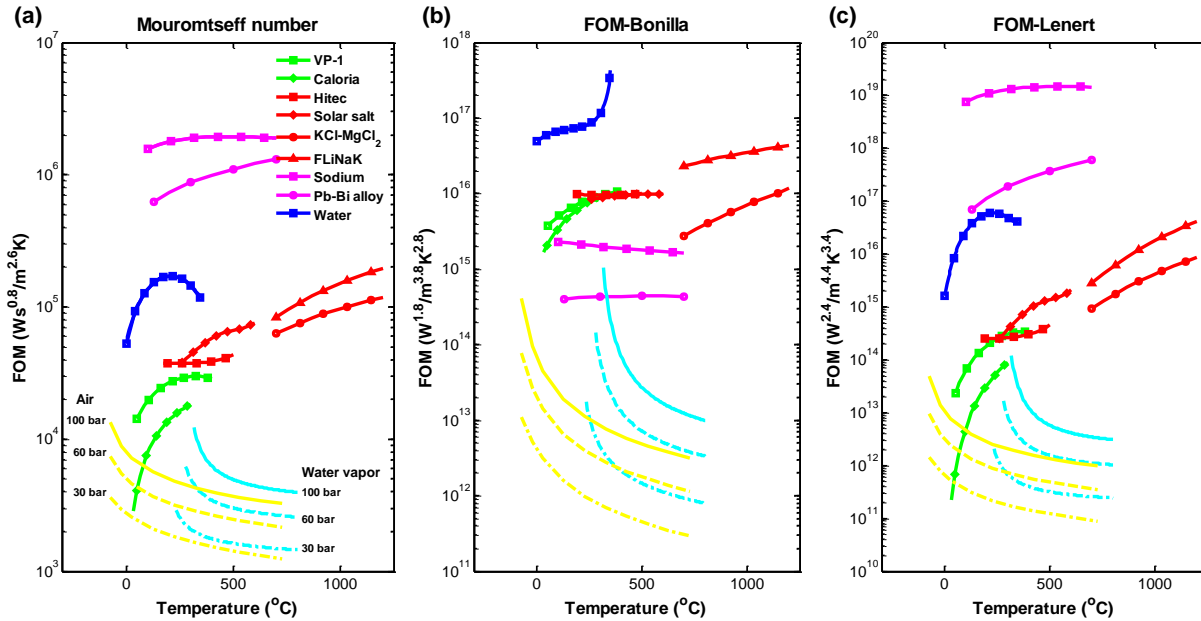 (a)
Mouromtseff number
FOM (Ws^0.8/m^2.6K)
10^7
10^6
10^5
10^4
10^3
VP-1
Caloria
Hitec
Solar salt
KCl-MgCl₂
FLiNaK
Sodium
Pb-Bi alloy
Water
Air
100 bar
60 bar
30 bar
Water vapor
100 bar
60 bar
30 bar
0 500 1000
Temperature (°C)
(b)
FOM-Bonilla
FOM (W^1.8/m^3.8K^2.8)
10^18
10^17
10^16
10^15
10^14
10^13
10^12
10^11
0 500 1000
Temperature (°C)
(c)
FOM-Lenert
FOM (W^2.4/m^4.4K^3.4)
10^20
10^19
10^18
10^17
10^16
10^15
10^14
10^13
10^12
10^11
10^10
0 500 1000
Temperature (°C)